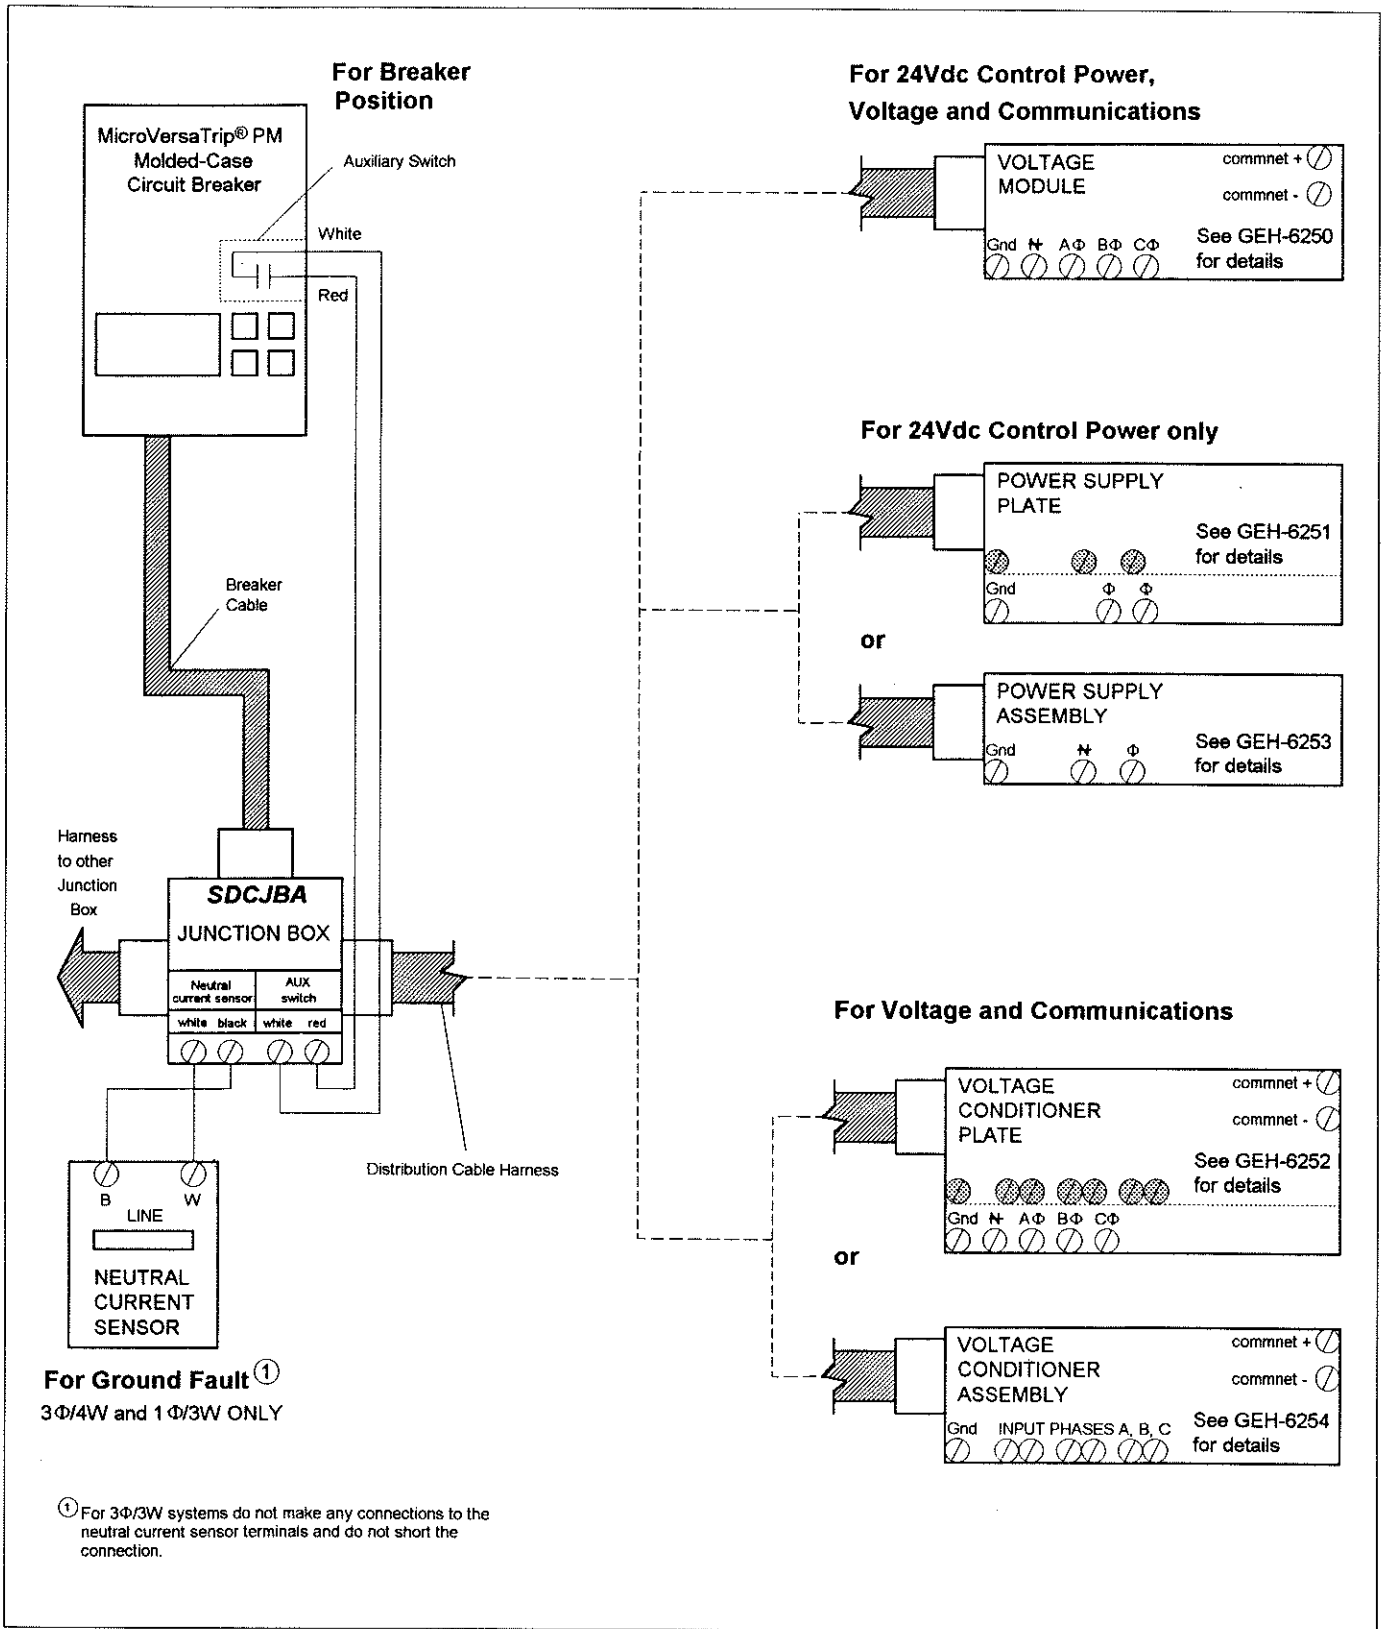 For Breaker
Position
MicroVersaTrip® PM
Molded-Case
Circuit Breaker
Auxiliary Switch
White
Red
Breaker
Cable
Harness
to other
Junction
Box
SDCJBA
JUNCTION BOX
Neutral
current sensor
AUX
switch
white black white red
Distribution Cable Harness
B W
LINE
NEUTRAL
CURRENT
SENSOR
For Ground Fault ①
3Φ/4W and 1Φ/3W ONLY
① For 3Φ/3W systems do not make any connections to the
neutral current sensor terminals and do not short the
connection.
For 24Vdc Control Power,
Voltage and Communications
VOLTAGE
MODULE
commnet +
commnet -
See GEH-6250
for details
Gnd N AΦ BΦ CΦ
For 24Vdc Control Power only
POWER SUPPLY
PLATE
See GEH-6251
for details
Gnd Φ Φ
or
POWER SUPPLY
ASSEMBLY
See GEH-6253
for details
Gnd N Φ
For Voltage and Communications
VOLTAGE
CONDITIONER
PLATE
commnet +
commnet -
See GEH-6252
for details
Gnd N AΦ BΦ CΦ
or
VOLTAGE
CONDITIONER
ASSEMBLY
commnet +
commnet -
See GEH-6254
for details
Gnd INPUT PHASES A, B, C